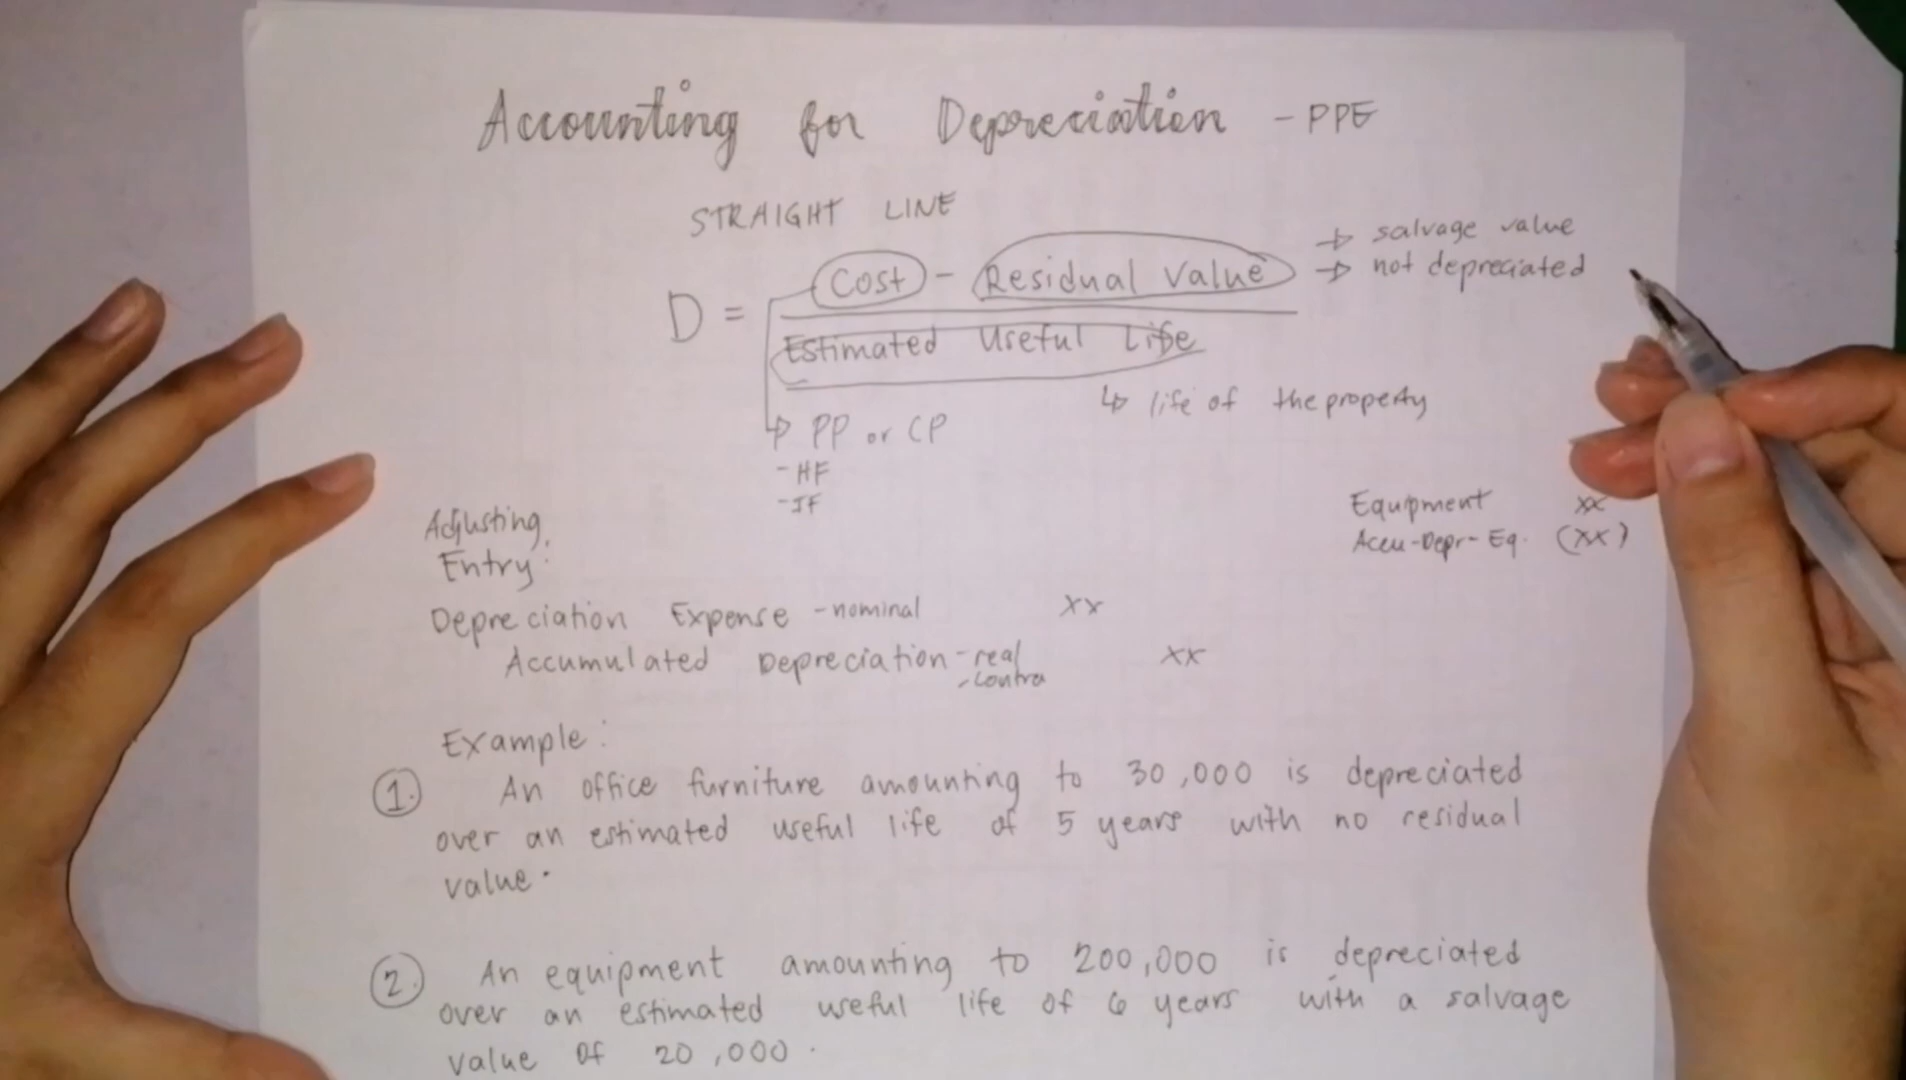 Accounting for Depreciation - PPE
STRAIGHT LINE
D = Cost - Residual Value
Estimated Useful Life
→ salvage value
→ not depreciated
↳ life of the property
↳ PP or CP
- HF
- IF
Equipment xx
Accu-Depr-Eq. (xx)
Adjusting
Entry:
Depreciation Expense - nominal xx
Accumulated Depreciation - real xx
- contra
Example:
1. An office furniture amounting to 30,000 is depreciated
over an estimated useful life of 5 years with no residual
value.
2. An equipment amounting to 200,000 is depreciated
over an estimated useful life of 6 years with a salvage
value of 20,000.